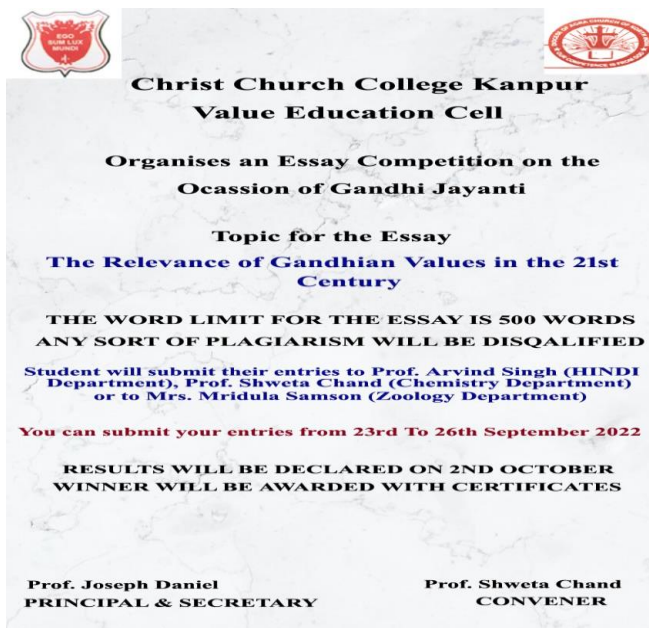 EGO
SUM LUX
MUNDI
Christ Church College Kanpur
Value Education Cell
Organises an Essay Competition on the
Ocassion of Gandhi Jayanti
Topic for the Essay
The Relevance of Gandhian Values in the 21st
Century
THE WORD LIMIT FOR THE ESSAY IS 500 WORDS
ANY SORT OF PLAGIARISM WILL BE DISQALIFIED
Student will submit their entries to Prof. Arvind Singh (HINDI
Department), Prof. Shweta Chand (Chemistry Department)
or to Mrs. Mridula Samson (Zoology Department)
You can submit your entries from 23rd To 26th September 2022
RESULTS WILL BE DECLARED ON 2ND OCTOBER
WINNER WILL BE AWARDED WITH CERTIFICATES
Prof. Joseph Daniel
PRINCIPAL & SECRETARY
Prof. Shweta Chand
CONVENER